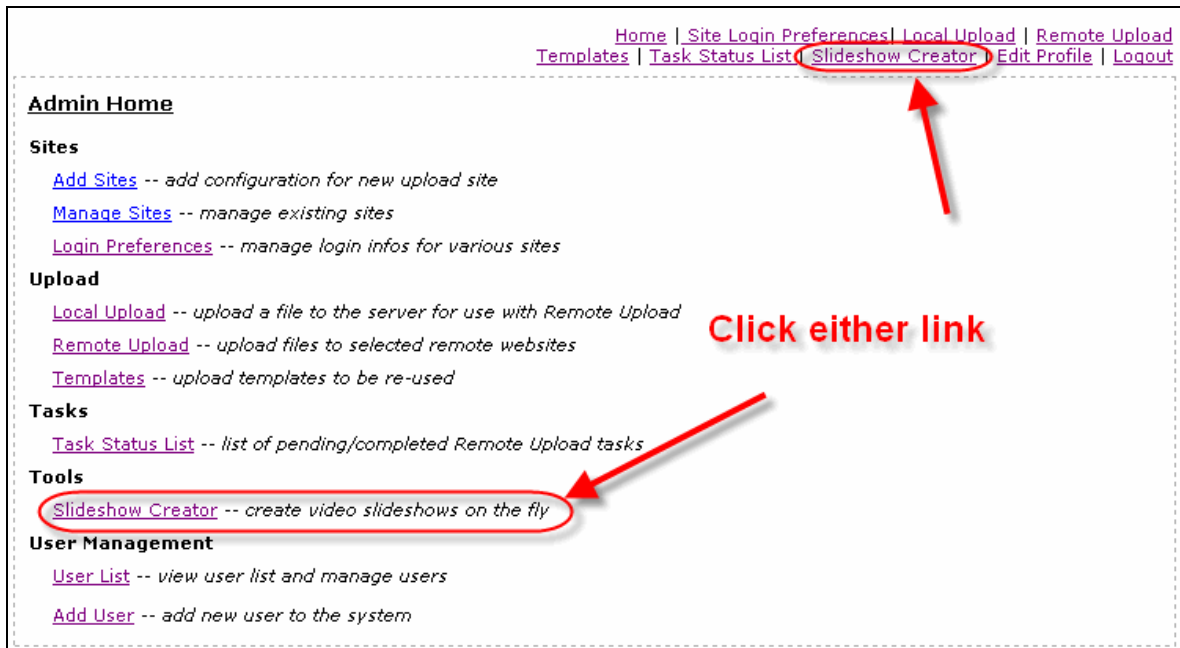 Home | Site Login Preferences| Local Upload | Remote Upload
Templates | Task Status List | Slideshow Creator | Edit Profile | Logout
Admin Home
Sites
Add Sites -- add configuration for new upload site
Manage Sites -- manage existing sites
Login Preferences -- manage login infos for various sites
Upload
Local Upload -- upload a file to the server for use with Remote Upload
Remote Upload -- upload files to selected remote websites
Templates -- upload templates to be re-used
Click either link
Tasks
Task Status List -- list of pending/completed Remote Upload tasks
Tools
Slideshow Creator -- create video slideshows on the fly
User Management
User List -- view user list and manage users
Add User -- add new user to the system